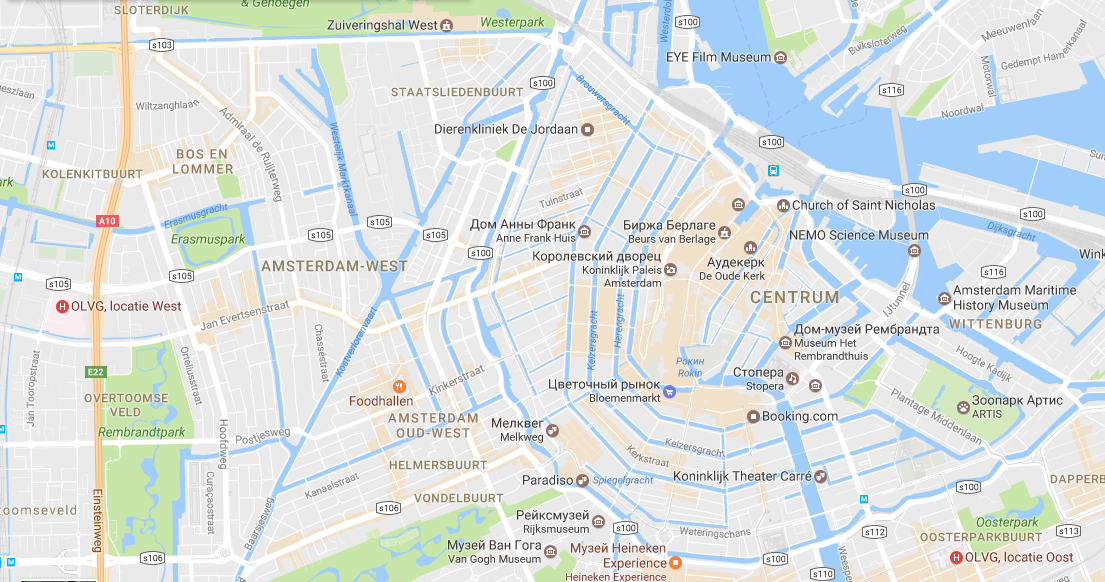 & Genoegen
SLOTERDIJK
Zuiveringshal West
Westerpark
s100
s103
EYE Film Museum
Buiksloterweg
Meeuwenlaan
Gedempt Hamerkanaal
Motorwal
STAATSLIEDENBUURT
s100
Brouwersgracht
s116
Noordwal
Wiltzanghlaan
Admiraal de Ruijterweg
Westelijk Marktkanaal
Dierenkliniek De Jordaan
s100
M
BOS EN
LOMMER
KOLENKITBUURT
Tuinstraat
s100
Church of Saint Nicholas
s100
A10
Erasmusgracht
Erasmuspark
s105
s105
s105
Дом Анны Франк
Anne Frank Huis
Биржа Берлаге
Beurs van Berlage
NEMO Science Museum
Dijksgracht
s100
Королевский дворец
Koninklijk Paleis
Amsterdam
Аудекерк
De Oude Kerk
AMSTERDAM-WEST
s105
s105
s116
M
OLVG, locatie West
Jan Evertsenstraat
CENTRUM
IJtunnel
Amsterdam Maritime
History Museum
WITTENBURG
Chasséstraat
Kostverlorenvaart
Keizersgracht
Herengracht
Дом-музей Рембрандта
Museum Het
Rembrandthuis
Hoogte Kadijk
Jan Tooropstraat
Orteliusstraat
E22
Kinkerstraat
Рокин
Rokin
Стопера
Stopera
Foodhallen
Цветочный рынок
Bloemenmarkt
OVERTOOMSE
VELD
Rembrandtpark
AMSTERDAM
OUD-WEST
Мелквег
Melkweg
Booking.com
Plantage Middenlaan
Зоопарк Артис
ARTIS
Postjesweg
Hoofdweg
Keizersgracht
Kerkstraat
HELMERSBUURT
Kanaalstraat
Paradiso
Spiegelgracht
Koninklijk Theater Carré
DAPPERB
s100
M
Einsteinweg
Curaçaostraat
Baarsjesweg
VONDELBUURT
s106
Рейксмузей
Rijksmuseum
s100
Weteringschans
s112
Oosterpark
OOSTERPARKBUURT
s113
s106
Музей Ван Гога
Van Gogh Museum
Музей Heineken
Experience
Heineken Experience
s100
s110
OLVG, locatie Oost